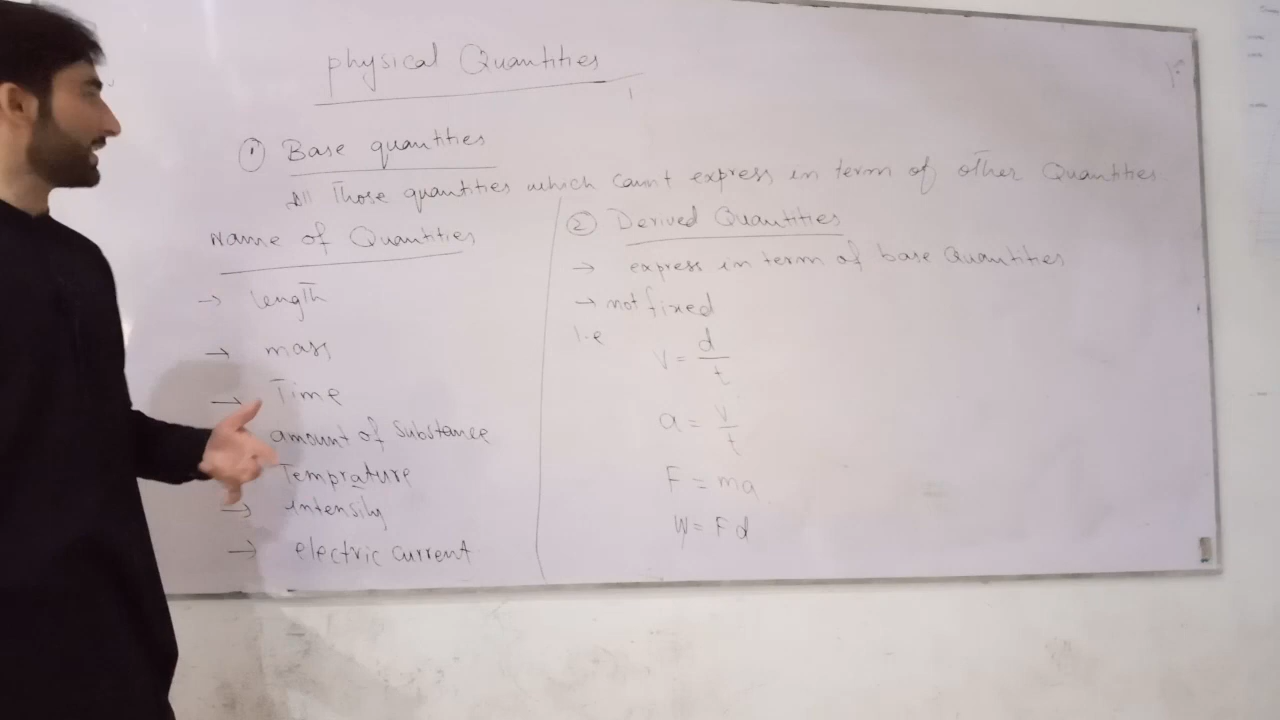 physical Quantities
① Base quantities
All Those quantities which can't express in term of other Quantities
Name of Quantities
→ length
→ mass
→ Time
amount of Substance
Temprature
→ intensity
→ electric current
② Derived Quantities
→ express in term of base Quantities
→ not fixed
i.e
V = d/t
a = v/t
F = ma
W = Fd